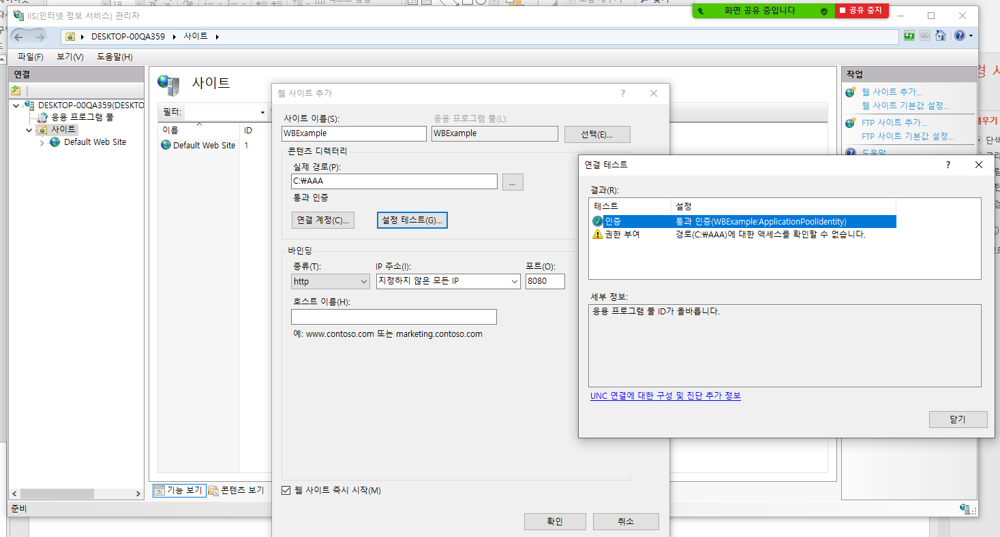 18
화면 공유 중입니다
공유 중지
IIS(인터넷 정보 서비스) 관리자
DESKTOP-00QA359
사이트
파일(F)
보기(V)
도움말(H)
연결
DESKTOP-00QA359(DESKTO
응용 프로그램 풀
사이트
Default Web Site
사이트
필터:
이름
ID
Default Web Site
1
기능 보기
콘텐츠 보기
준비
작업
웹 사이트 추가...
웹 사이트 기본값 설정...
FTP 사이트 추가...
FTP 사이트 기본값 설정...
도움말
웹 사이트 추가
?
사이트 이름(S):
응용 프로그램 풀(L):
WBExample
WBExample
선택(E)...
콘텐츠 디렉터리
실제 경로(P):
C:₩AAA
...
통과 인증
연결 계정(C)...
설정 테스트(G)...
바인딩
종류(T):
IP 주소(I):
포트(O):
http
지정하지 않은 모든 IP
8080
호스트 이름(H):
예: www.contoso.com 또는 marketing.contoso.com
웹 사이트 즉시 시작(M)
확인
취소
연결 테스트
?
결과(R):
테스트
설정
인증
통과 인증(WBExample:ApplicationPoolIdentity)
권한 부여
경로(C:₩AAA)에 대한 액세스를 확인할 수 없습니다.
세부 정보:
응용 프로그램 풀 ID가 올바릅니다.
UNC 연결에 대한 구성 및 진단 추가 정보
닫기